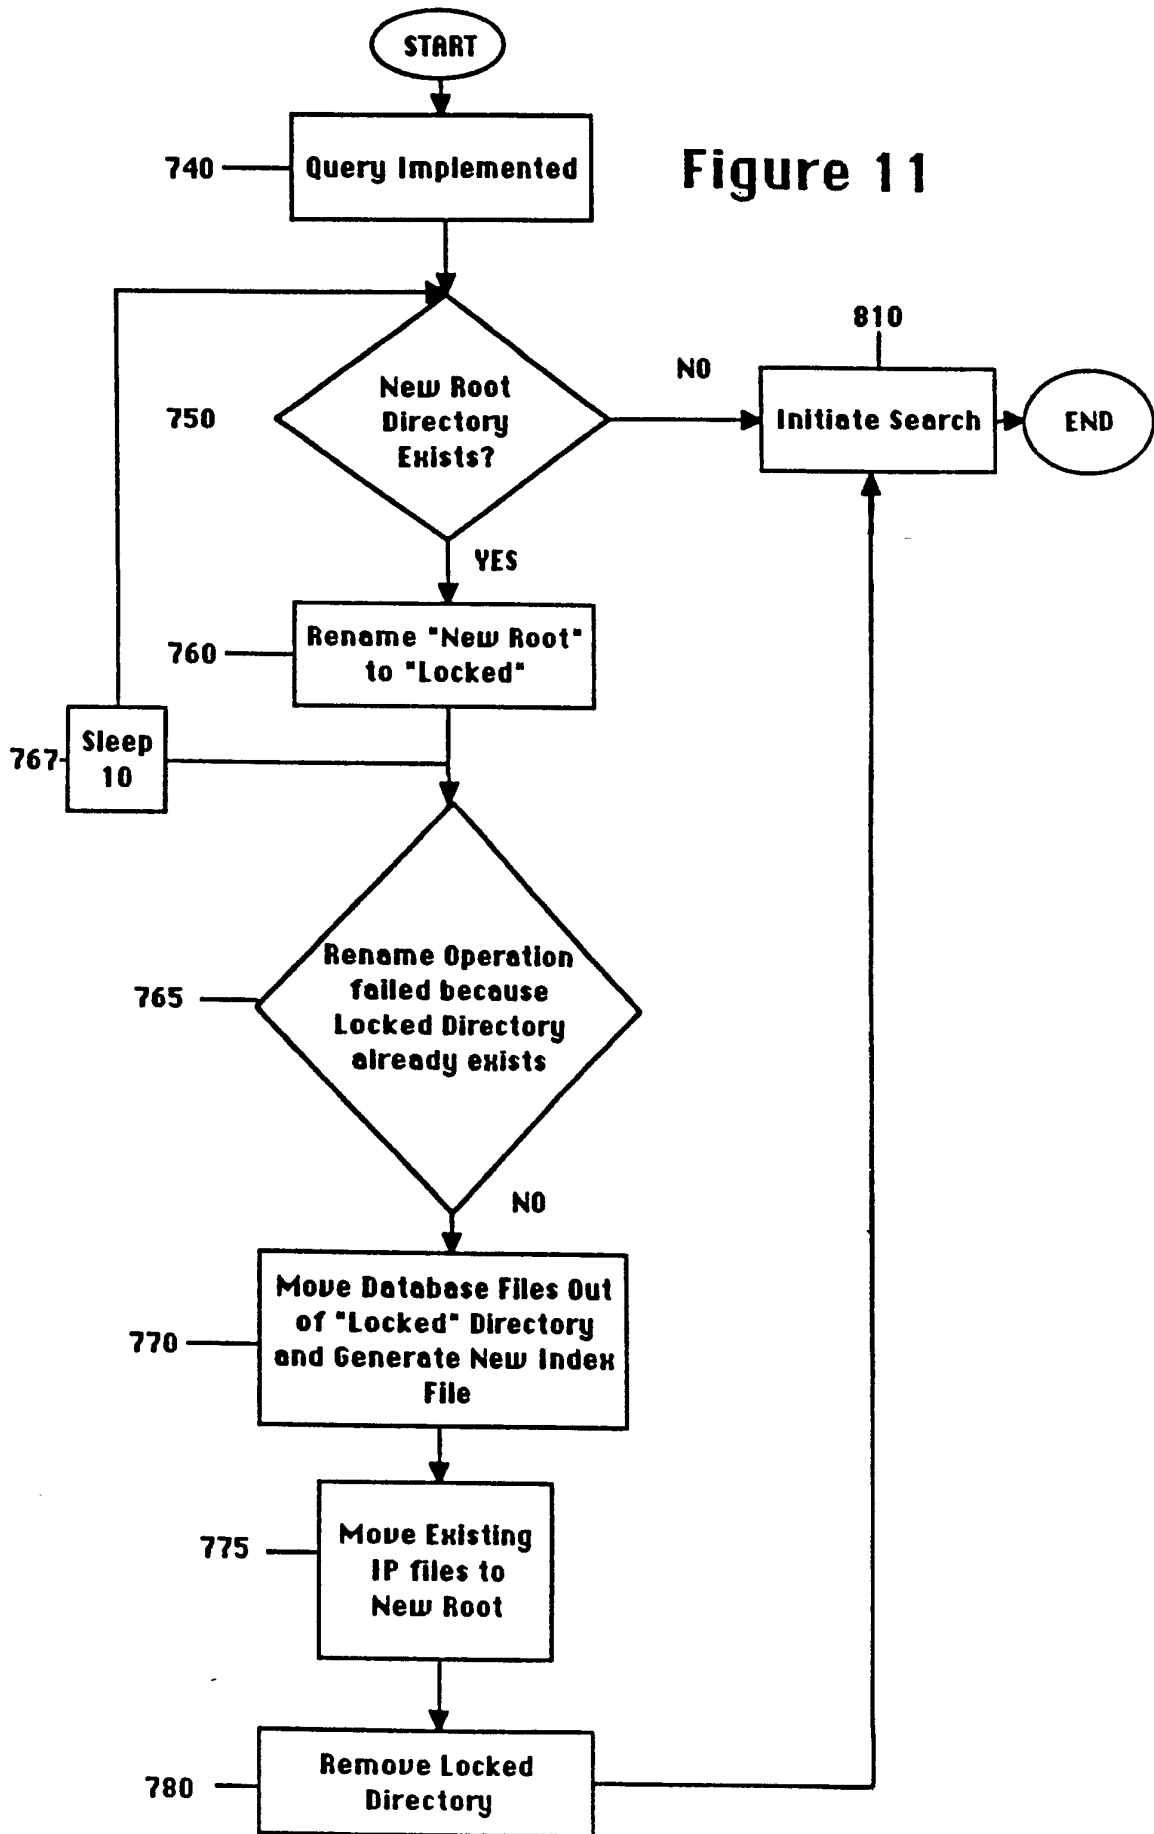 START
740
Query Implemented
Figure 11
810
750
New Root
Directory
Exists?
NO
Initiate Search
END
YES
760
Rename "New Root"
to "Locked"
767
Sleep
10
765
Rename Operation
failed because
Locked Directory
already exists
NO
770
Move Database Files Out
of "Locked" Directory
and Generate New Index
File
775
Move Existing
IP files to
New Root
780
Remove Locked
Directory